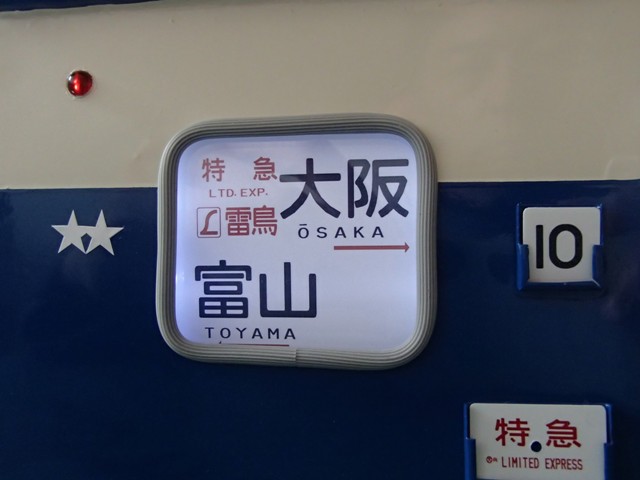 特急
LTD. EXP.
L雷鳥
大阪
ŌSAKA
富山
TOYAMA
10
特急
LIMITED EXPRESS